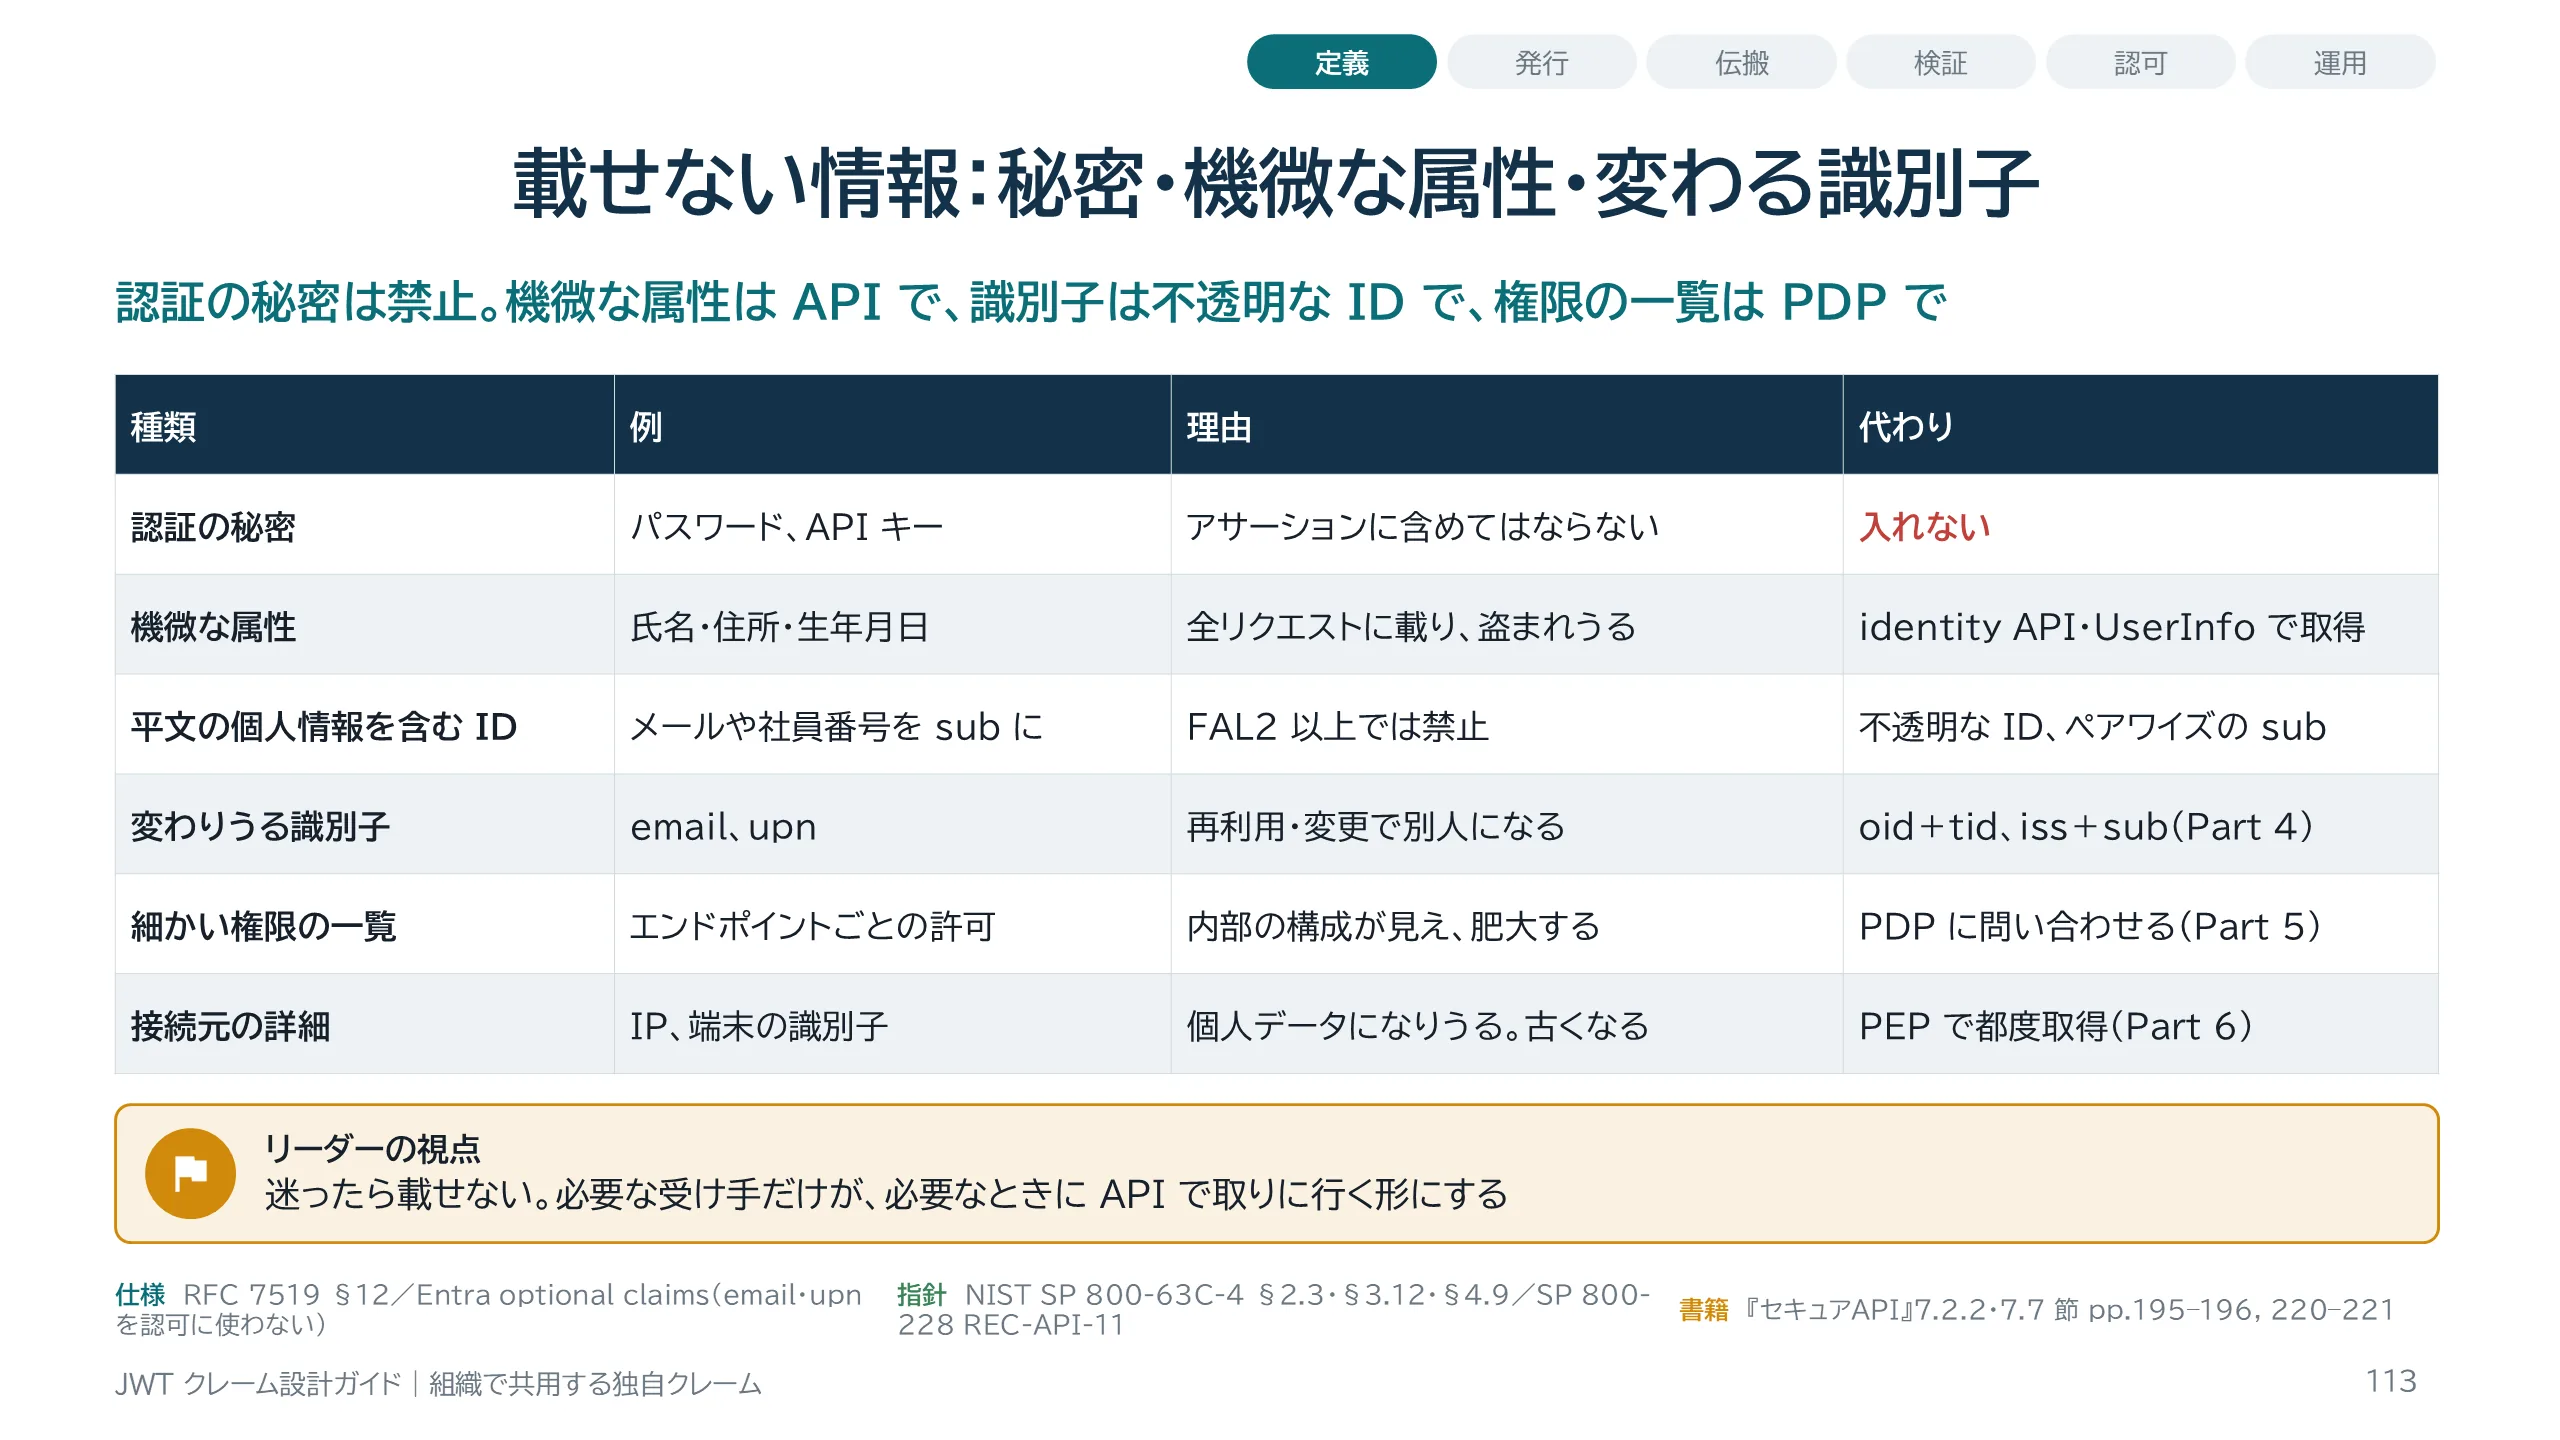 定義 発行 伝搬 検証 認可 運用
載せない情報：秘密・機微な属性・変わる識別子
認証の秘密は禁止。機微な属性は API で、識別子は不透明な ID で、権限の一覧は PDP で
種類 例 理由 代わり
認証の秘密 パスワード、API キー アサーションに含めてはならない 入れない
機微な属性 氏名・住所・生年月日 全リクエストに載り、盗まれうる identity API・UserInfo で取得
平文の個人情報を含む ID メールや社員番号を sub に FAL2 以上では禁止 不透明な ID、ペアワイズの sub
変わりうる識別子 email、upn 再利用・変更で別人になる oid＋tid、iss＋sub（Part 4）
細かい権限の一覧 エンドポイントごとの許可 内部の構成が見え、肥大する PDP に問い合わせる（Part 5）
接続元の詳細 IP、端末の識別子 個人データになりうる。古くなる PEP で都度取得（Part 6）
リーダーの視点
迷ったら載せない。必要な受け手だけが、必要なときに API で取りに行く形にする
仕様 RFC 7519 §12／Entra optional claims（email・upn
を認可に使わない）
指針 NIST SP 800-63C-4 §2.3・§3.12・§4.9／SP 800-
228 REC-API-11
書籍 『セキュアAPI』7.2.2・7.7 節 pp.195–196, 220–221
JWT クレーム設計ガイド｜組織で共用する独自クレーム
113